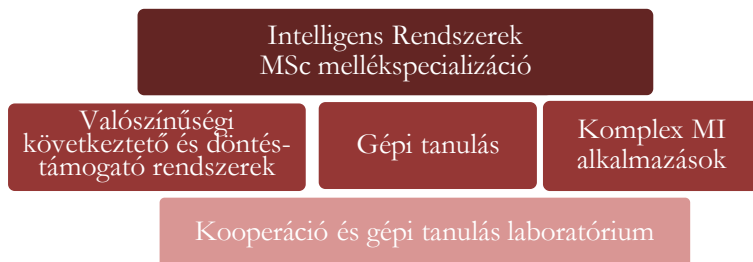 Intelligens Rendszerek
MSc mellékspecializáció
Valószínűségi
következtető és döntés-
támogató rendszerek
Gépi tanulás
Komplex MI
alkalmazások
Kooperáció és gépi tanulás laboratórium